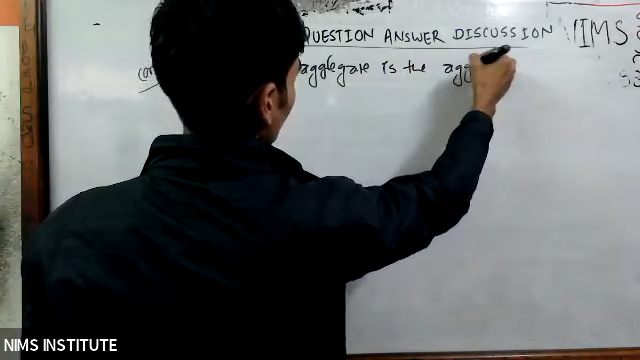 QUESTION ANSWER DISCUSSION
NIMS
aggregate is the agg
NIMS INSTITUTE